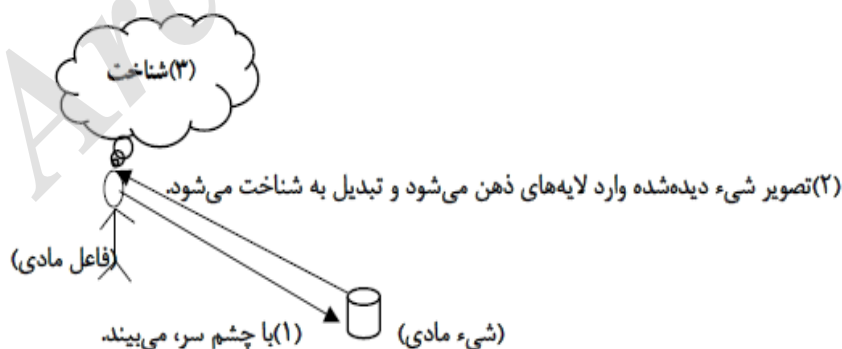 (۳)شناخت
(۲)تصویر شیء دیده‌شده وارد لایه‌های ذهن می‌شود و تبدیل به شناخت می‌شود.
(فاعل مادی)
(شیء مادی)
(۱)با چشم سر، می‌بیند.